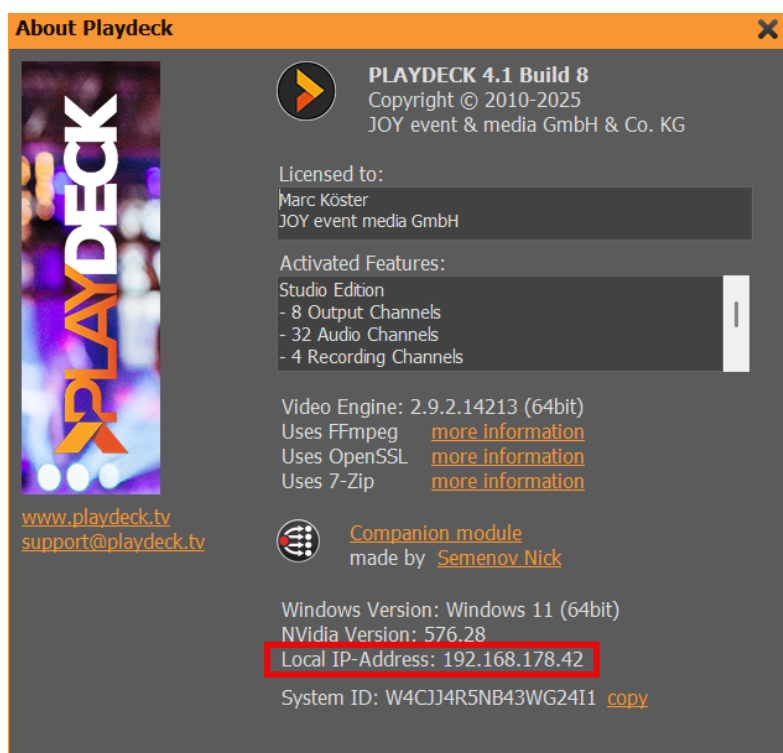 About Playdeck
PLAYDECK
PLAYDECK 4.1 Build 8
Copyright © 2010-2025
JOY event & media GmbH & Co. KG
Licensed to:
Marc Köster
JOY event media GmbH
Activated Features:
Studio Edition
- 8 Output Channels
- 32 Audio Channels
- 4 Recording Channels
Video Engine: 2.9.2.14213 (64bit)
Uses FFmpeg more information
Uses OpenSSL more information
Uses 7-Zip more information
www.playdeck.tv
support@playdeck.tv
Companion module
made by Semenov Nick
Windows Version: Windows 11 (64bit)
NVidia Version: 576.28
Local IP-Address: 192.168.178.42
System ID: W4CJJ4R5NB43WG24I1 copy